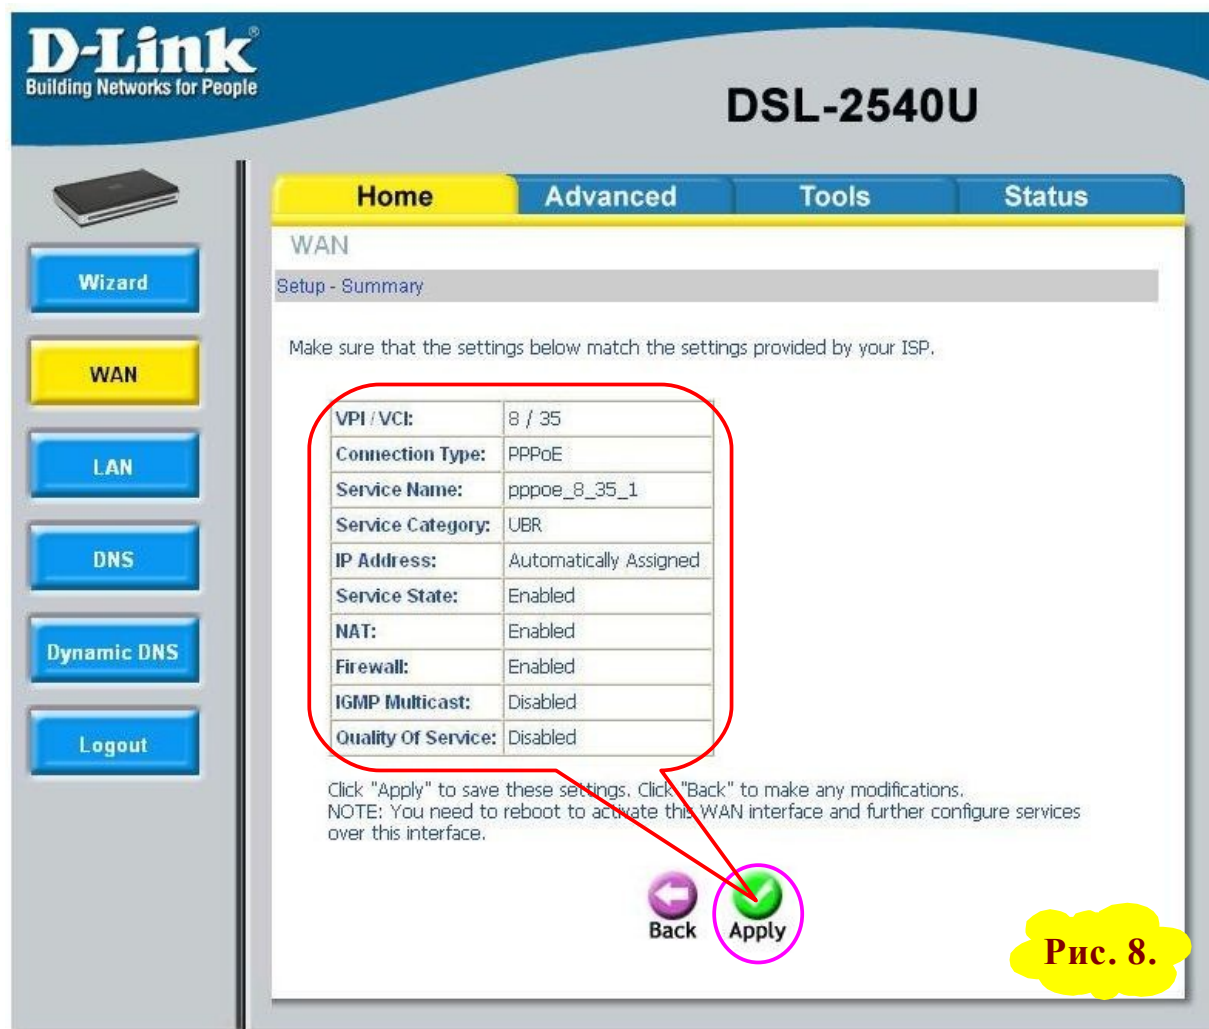 D-Link®
Building Networks for People
DSL-2540U
Home Advanced Tools Status
Wizard
WAN
LAN
DNS
Dynamic DNS
Logout
WAN
Setup - Summary
Make sure that the settings below match the settings provided by your ISP.
VPI / VCI: 8 / 35
Connection Type: PPPoE
Service Name: pppoe_8_35_1
Service Category: UBR
IP Address: Automatically Assigned
Service State: Enabled
NAT: Enabled
Firewall: Enabled
IGMP Multicast: Disabled
Quality Of Service: Disabled
Click "Apply" to save these settings. Click "Back" to make any modifications.
NOTE: You need to reboot to activate this WAN interface and further configure services
over this interface.
Back Apply
Рис. 8.